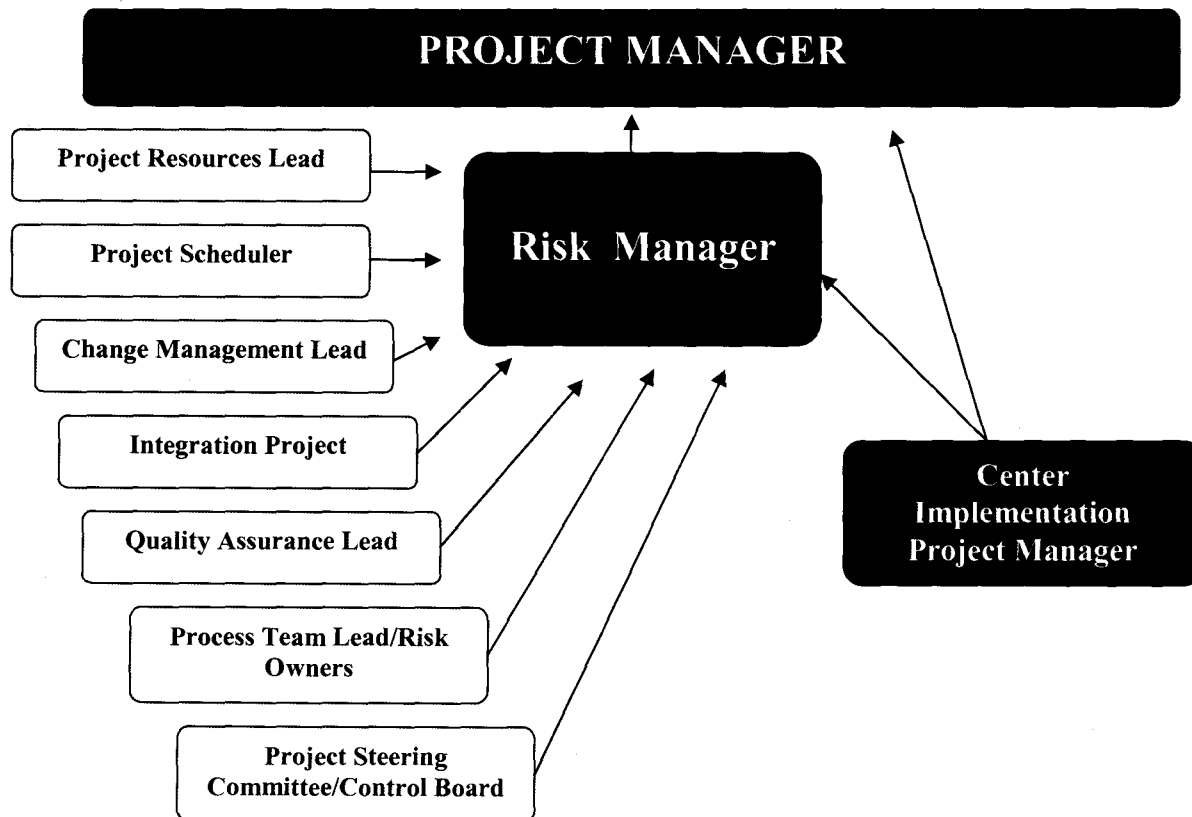 PROJECT MANAGER
Project Resources Lead
Risk Manager
Project Scheduler
Change Management Lead
Integration Project
Quality Assurance Lead
Center
Implementation
Project Manager
Process Team Lead/Risk
Owners
Project Steering
Committee/Control Board